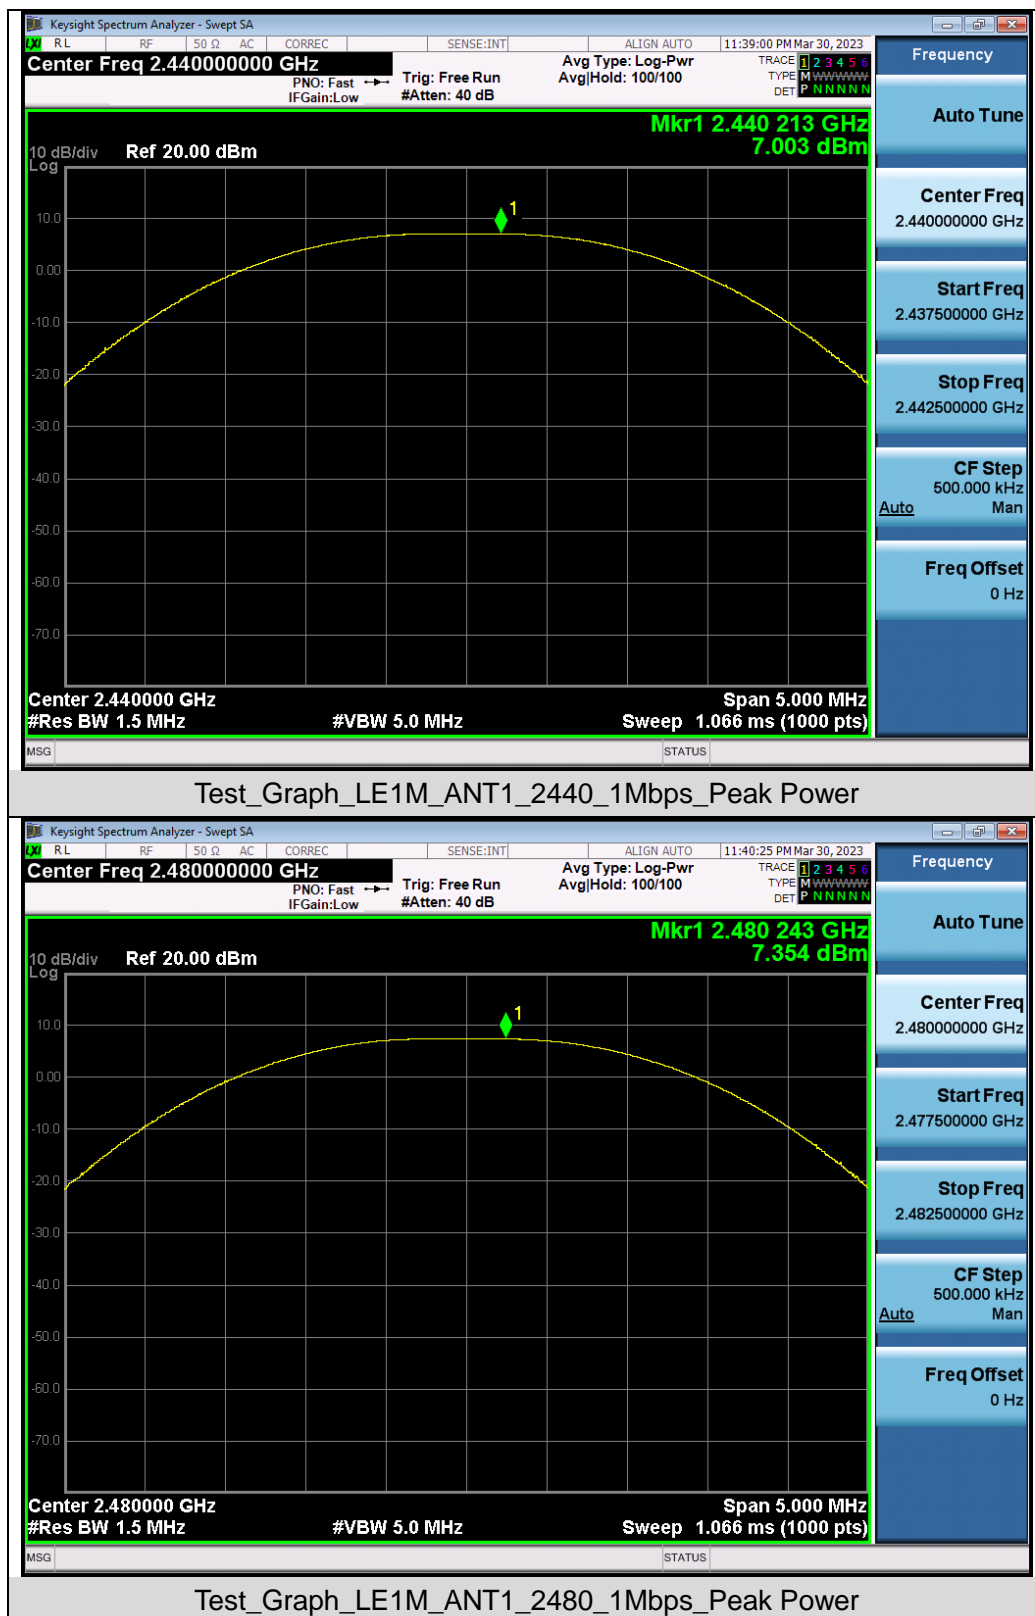 Keysight Spectrum Analyzer - Swept SA
LXI RL RF 50 Ω AC CORREC SENSE:INT ALIGN AUTO 11:39:00 PM Mar 30, 2023
Center Freq 2.440000000 GHz
PNO: Fast
IFGain:Low
Trig: Free Run
#Atten: 40 dB
Avg Type: Log-Pwr
Avg|Hold: 100/100
TRACE 1 2 3 4 5 6
TYPE M WWWWW
DET P N N N N N
Mkr1 2.440 213 GHz
7.003 dBm
10 dB/div Ref 20.00 dBm
Log
1
10.0
0.00
-10.0
-20.0
-30.0
-40.0
-50.0
-60.0
-70.0
Center 2.440000 GHz Span 5.000 MHz
#Res BW 1.5 MHz #VBW 5.0 MHz Sweep 1.066 ms (1000 pts)
MSG STATUS
Frequency
Auto Tune
Center Freq
2.440000000 GHz
Start Freq
2.437500000 GHz
Stop Freq
2.442500000 GHz
CF Step
500.000 kHz
Auto Man
Freq Offset
0 Hz
Test_Graph_LE1M_ANT1_2440_1Mbps_Peak Power
Keysight Spectrum Analyzer - Swept SA
LXI RL RF 50 Ω AC CORREC SENSE:INT ALIGN AUTO 11:40:25 PM Mar 30, 2023
Center Freq 2.480000000 GHz
PNO: Fast
IFGain:Low
Trig: Free Run
#Atten: 40 dB
Avg Type: Log-Pwr
Avg|Hold: 100/100
TRACE 1 2 3 4 5 6
TYPE M WWWWW
DET P N N N N N
Mkr1 2.480 243 GHz
7.354 dBm
10 dB/div Ref 20.00 dBm
Log
1
10.0
0.00
-10.0
-20.0
-30.0
-40.0
-50.0
-60.0
-70.0
Center 2.480000 GHz Span 5.000 MHz
#Res BW 1.5 MHz #VBW 5.0 MHz Sweep 1.066 ms (1000 pts)
MSG STATUS
Frequency
Auto Tune
Center Freq
2.480000000 GHz
Start Freq
2.477500000 GHz
Stop Freq
2.482500000 GHz
CF Step
500.000 kHz
Auto Man
Freq Offset
0 Hz
Test_Graph_LE1M_ANT1_2480_1Mbps_Peak Power